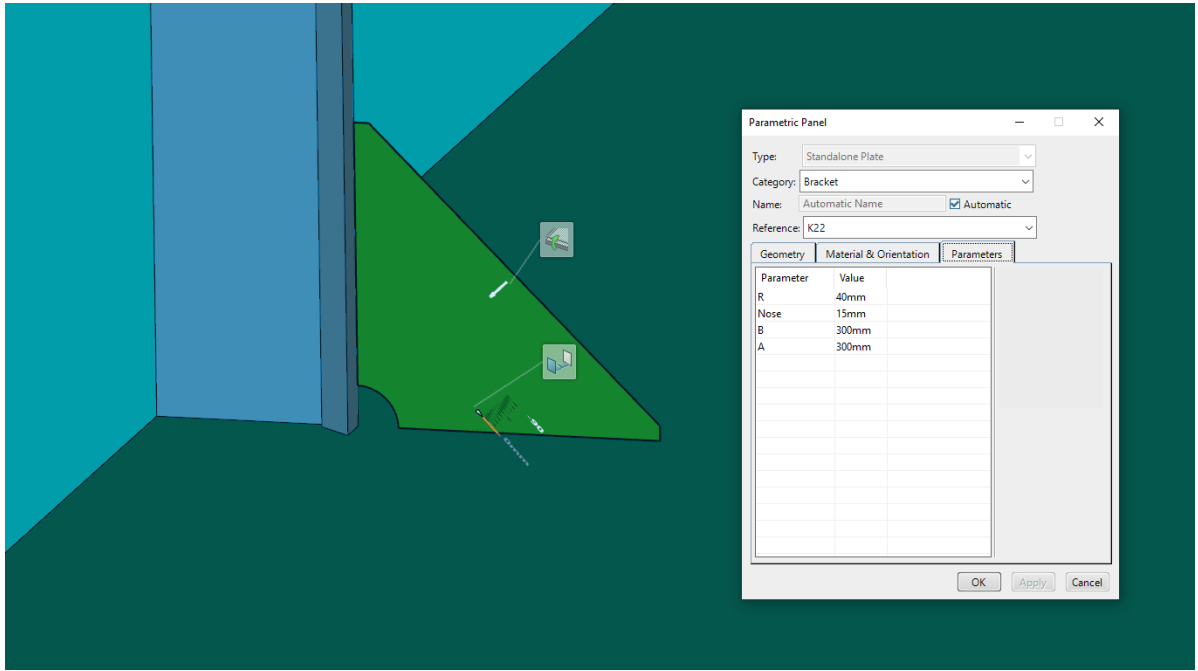 Parametric Panel
Type: Standalone Plate
Category: Bracket
Name: Automatic Name Automatic
Reference: K22
Geometry Material & Orientation Parameters
Parameter Value
R 40mm
Nose 15mm
B 300mm
A 300mm
OK Apply Cancel